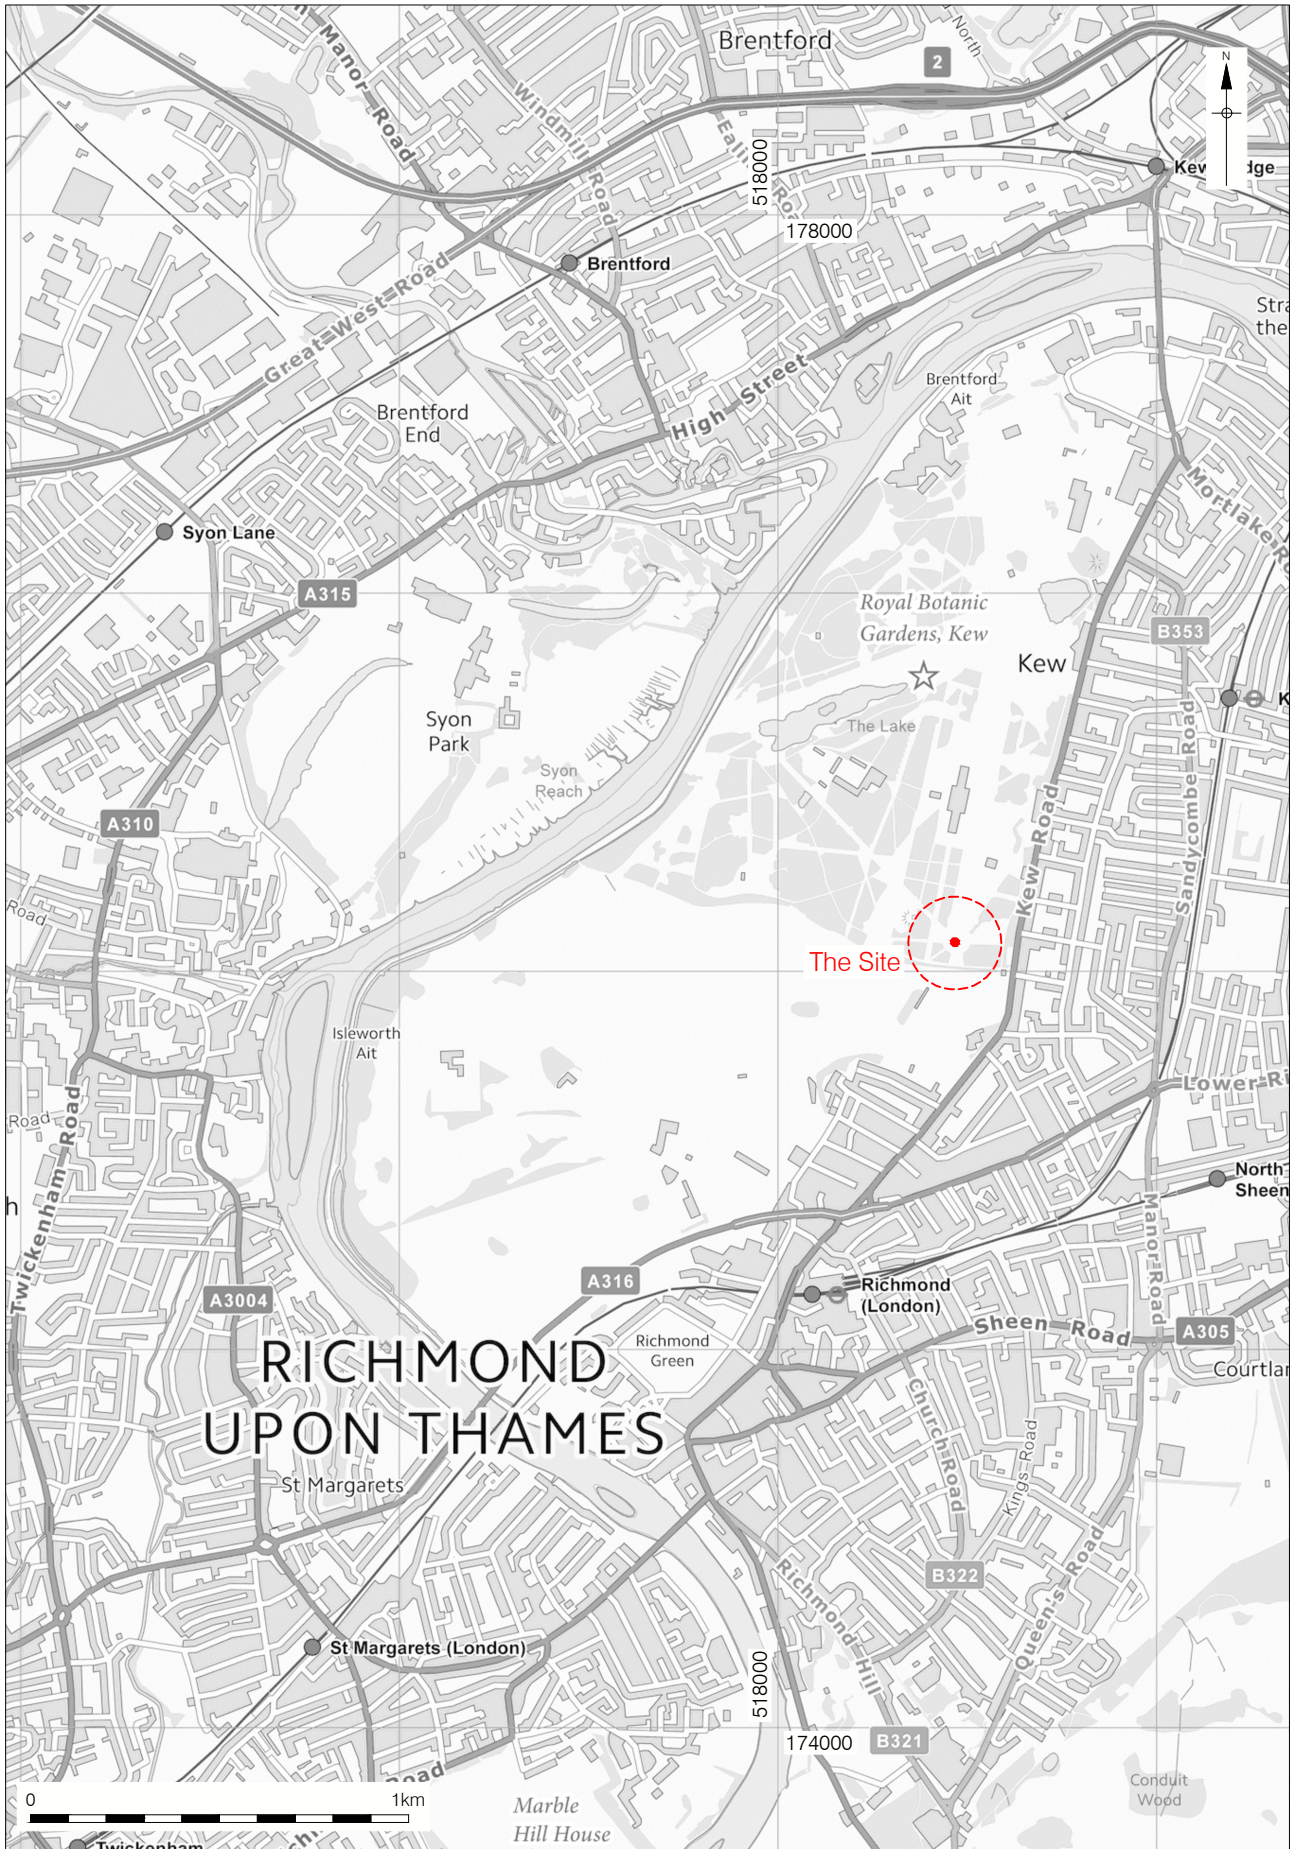 Brentford
2
North
N
Manor Road
Windmill Road
Ealing Road
518000
178000
Brentford
Great West Road
High Street
Brentford
Ait
Brentford
End
Mortlake
Syon Lane
A315
Royal Botanic
Gardens, Kew
B353
Kew
Syon
Park
The Lake
Syon
Reach
Sandycombe Road
A310
Kew Road
Road
The Site
Isleworth
Ait
Lower
Road
Twickenham Road
North
Sheen
Manor Road
A316
Richmond
(London)
A3004
Richmond
Green
Sheen Road
A305
RICHMOND
UPON THAMES
Church Road
Kings Road
St Margarets
Richmond Hill
B322
Queen's Road
St Margarets (London)
518000
174000
B321
Road
0 1km
Conduit
Wood
Marble
Hill House
Twickenham